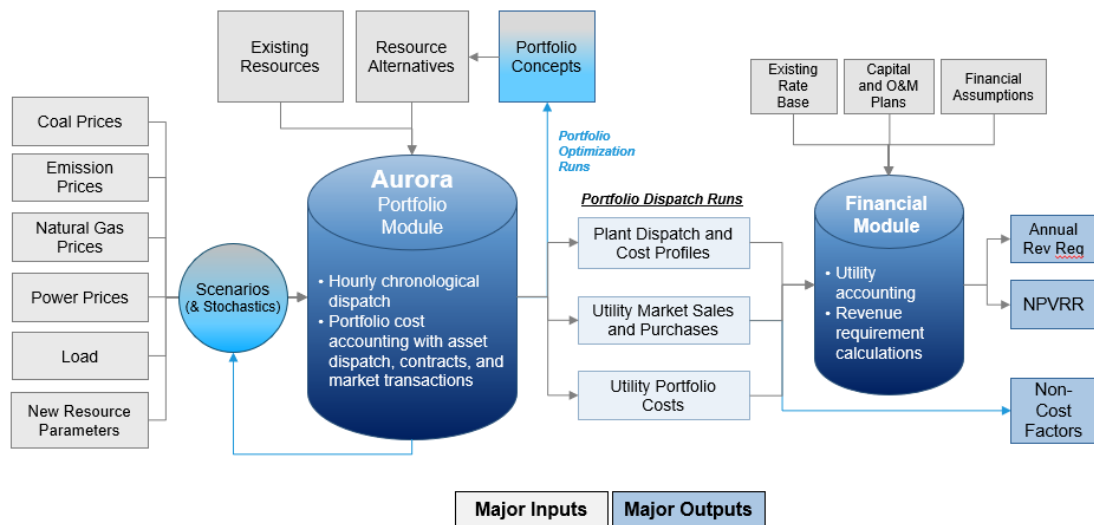 Existing
Resources
Resource
Alternatives
Portfolio
Concepts
Existing
Rate
Base
Capital
and O&M
Plans
Financial
Assumptions
Coal Prices
Emission
Prices
Natural Gas
Prices
Power Prices
Load
New Resource
Parameters
Scenarios
(& Stochastics)
Aurora
Portfolio
Module
• Hourly chronological
dispatch
• Portfolio cost
accounting with asset
dispatch, contracts, and
market transactions
Portfolio
Optimization
Runs
Portfolio Dispatch Runs
Plant Dispatch and
Cost Profiles
Utility Market Sales
and Purchases
Utility Portfolio
Costs
Financial
Module
• Utility
accounting
• Revenue
requirement
calculations
Annual
Rev Req
NPVRR
Non-
Cost
Factors
Major Inputs
Major Outputs